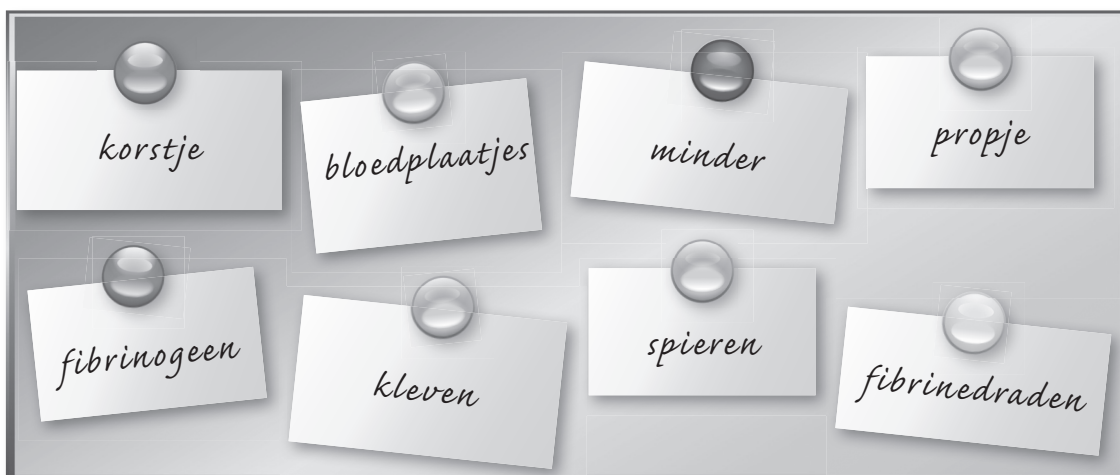 korstje
bloedplaatjes
minder
propje
fibrinogeen
kleven
spieren
fibrinedraden